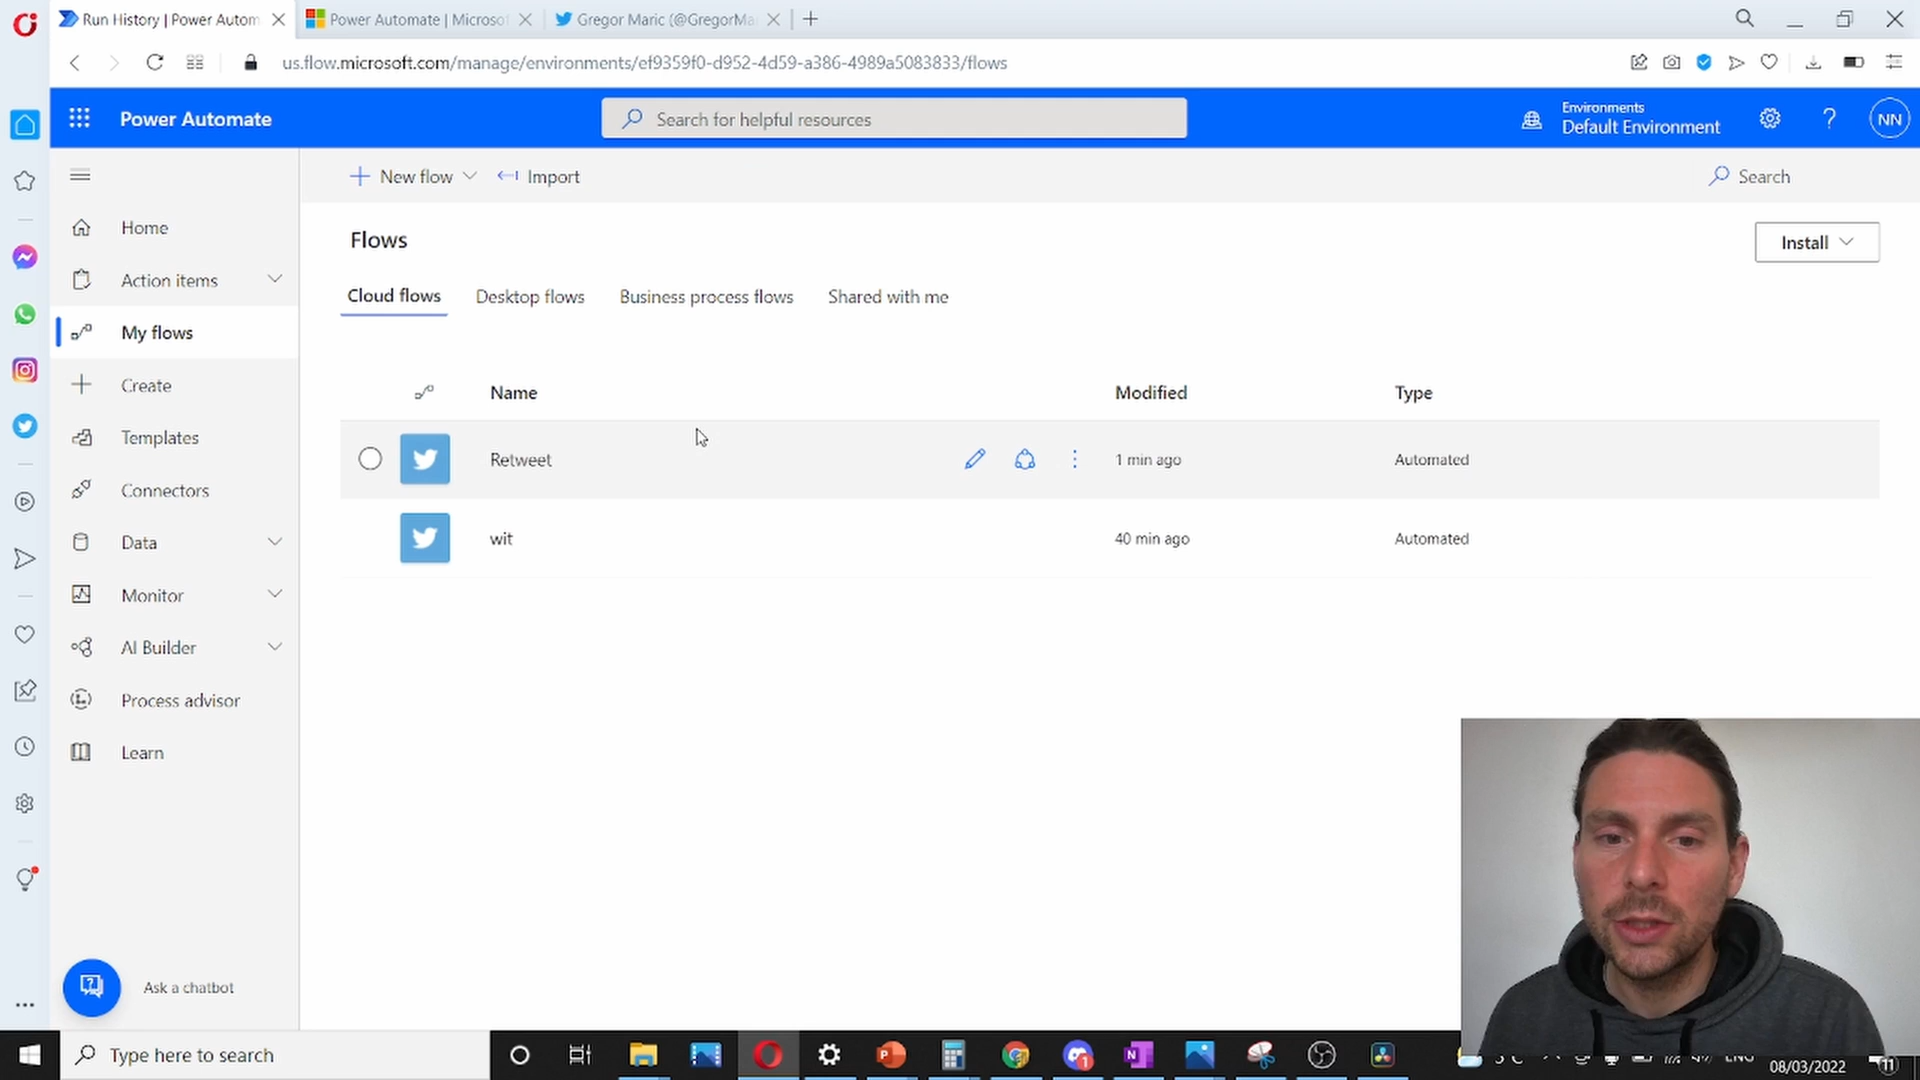 Run History | Power Autom
Power Automate | Microso
Gregor Maric (@GregorMa
us.flow.microsoft.com/manage/environments/ef9359f0-d952-4d59-a386-4989a5083833/flows
Power Automate
Search for helpful resources
Environments
Default Environment
NN
New flow
Import
Search
Home
Action items
My flows
Create
Templates
Connectors
Data
Monitor
AI Builder
Process advisor
Learn
Ask a chatbot
Flows
Install
Cloud flows
Desktop flows
Business process flows
Shared with me
Name
Modified
Type
Retweet
1 min ago
Automated
wit
40 min ago
Automated
Type here to search
08/03/2022
11